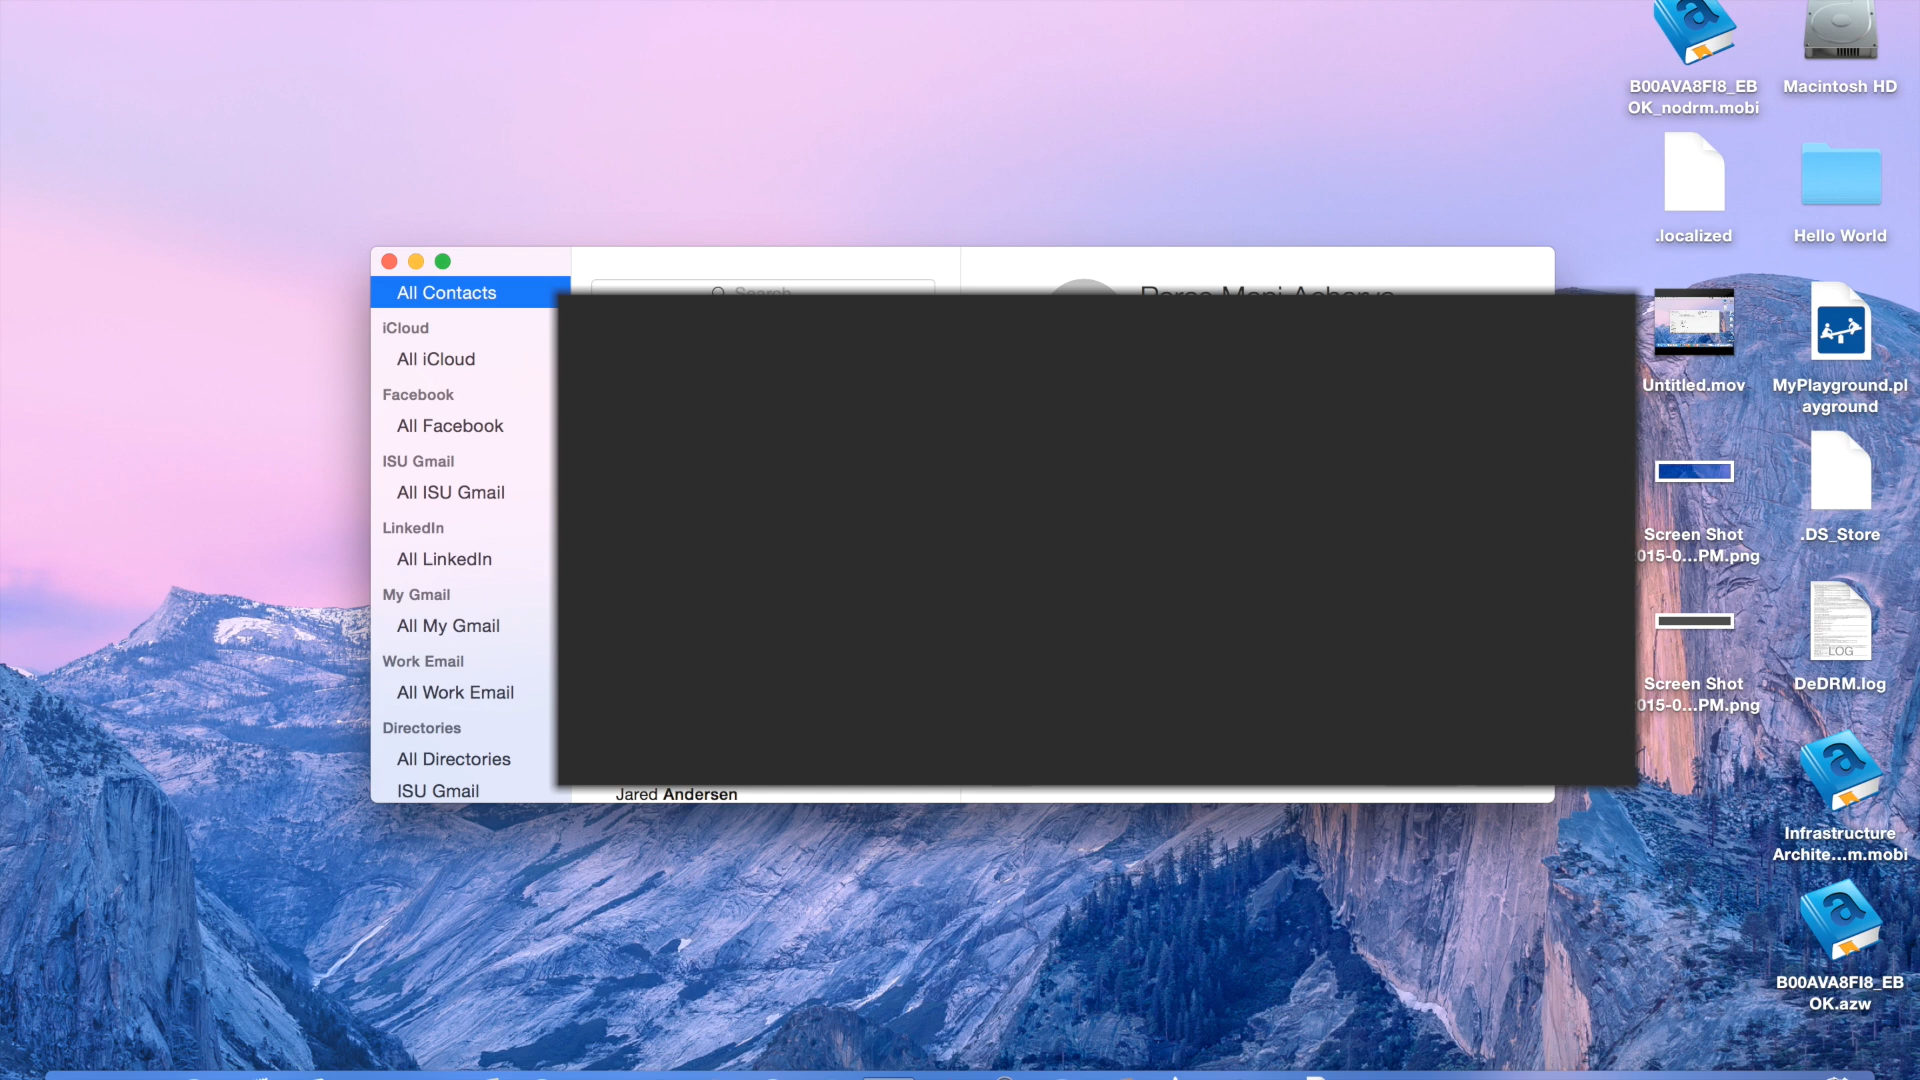 All Contacts
iCloud
All iCloud
Facebook
All Facebook
ISU Gmail
All ISU Gmail
LinkedIn
All LinkedIn
My Gmail
All My Gmail
Work Email
All Work Email
Directories
All Directories
ISU Gmail
Search
Jared Andersen
B00AVA8FI8_EB
OK_nodrm.mobi
Macintosh HD
.localized
Hello World
Untitled.mov
MyPlayground.pl
ayground
Screen Shot
015-0...PM.png
.DS_Store
Screen Shot
015-0...PM.png
LOG
DeDRM.log
Infrastructure
Archite...m.mobi
B00AVA8FI8_EB
OK.azw